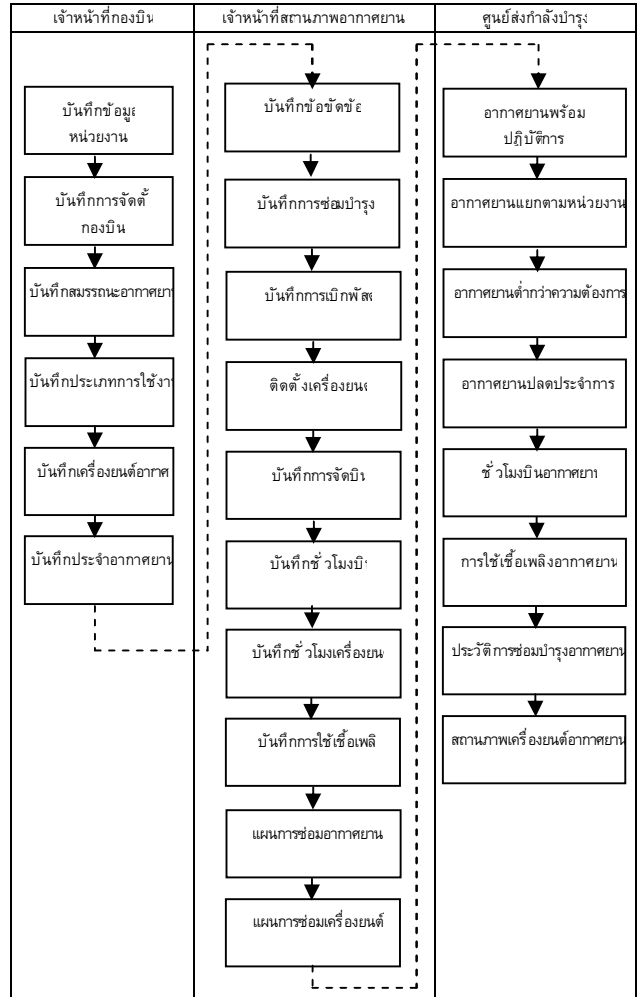 เจ้าหน้าที่กองบิน
เจ้าหน้าที่สถานภาพอากาศยาน
ศูนย์ส่งกำลังบำรุง
บันทึกข้อมูล
หน่วยงาน
บันทึกการจัดตั้
กองบิน
บันทึกสมรรถนะอากาศยาน
บันทึกประเภทการใช้งา
บันทึกเครื่องยนต์อากาศ
บันทึกประจำอากาศยาน
บันทึกข้อขัดข้อ
บันทึกการซ่อมบำรุง
บันทึกการเบิกพัสด
ติดตั้งเครื่องยนต
บันทึกการจัดบิน
บันทึกชั่วโมงบิน
บันทึกชั่วโมงเครื่องยน
บันทึกการใช้เชื้อเพลิ
แผนการซ่อมอากาศยาน
แผนการซ่อมเครื่องยนต์
อากาศยานพร้อม
ปฏิบัติการ
อากาศยานแยกตามหน่วยงาน
อากาศยานต่ำกว่าความต้องการ
อากาศยานปลดประจำการ
ชั่วโมงบินอากาศยาน
การใช้เชื้อเพลิงอากาศยาน
ประวัติการซ่อมบำรุงอากาศยาน
สถานภาพเครื่องยนต์อากาศยาน